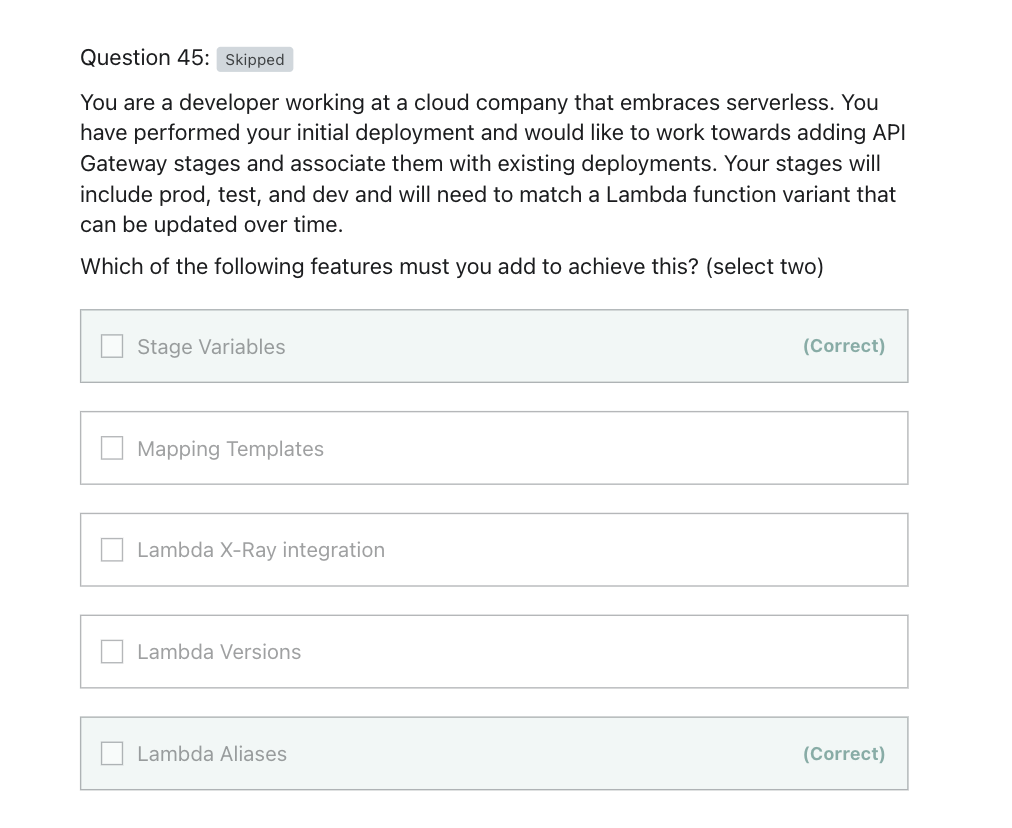 Question 45: Skipped
You are a developer working at a cloud company that embraces serverless. You
have performed your initial deployment and would like to work towards adding API
Gateway stages and associate them with existing deployments. Your stages will
include prod, test, and dev and will need to match a Lambda function variant that
can be updated over time.
Which of the following features must you add to achieve this? (select two)
Stage Variables (Correct)
Mapping Templates
Lambda X-Ray integration
Lambda Versions
Lambda Aliases (Correct)